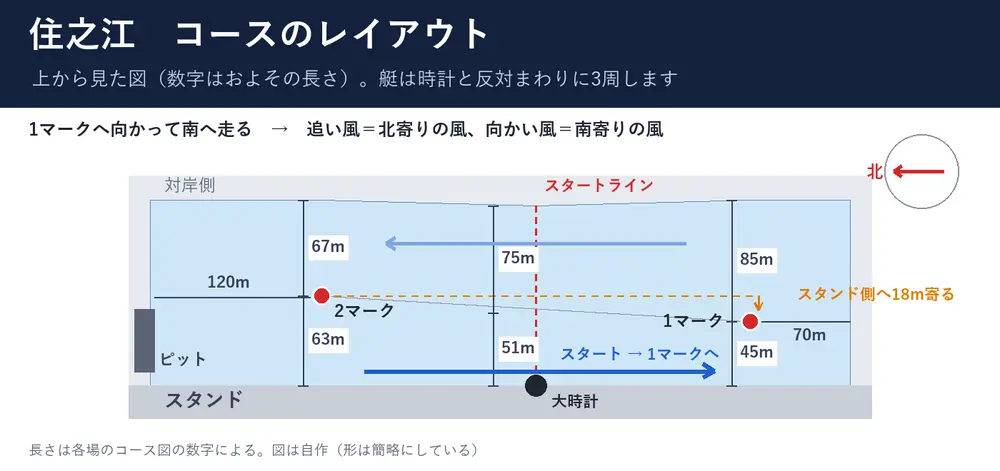 住之江　コースのレイアウト
上から見た図（数字はおよその長さ）。艇は時計と反対まわりに3周します
1マークへ向かって南へ走る　→　追い風＝北寄りの風、向かい風＝南寄りの風
北
対岸側
スタートライン
67m
75m
85m
120m
スタンド側へ18m寄る
2マーク
1マーク
70m
63m
51m
スタート → 1マークへ
45m
ピット
スタンド
大時計
長さは各場のコース図の数字による。図は自作（形は簡略にしている）